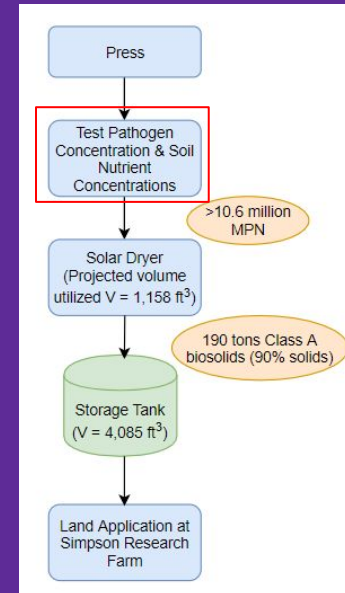 Press
Test Pathogen
Concentration & Soil
Nutrient
Concentrations
>10.6 million
MPN
Solar Dryer
(Projected volume
utilized V = 1,158 ft³)
190 tons Class A
biosolids (90% solids)
Storage Tank
(V = 4,085 ft³)
Land Application at
Simpson Research
Farm